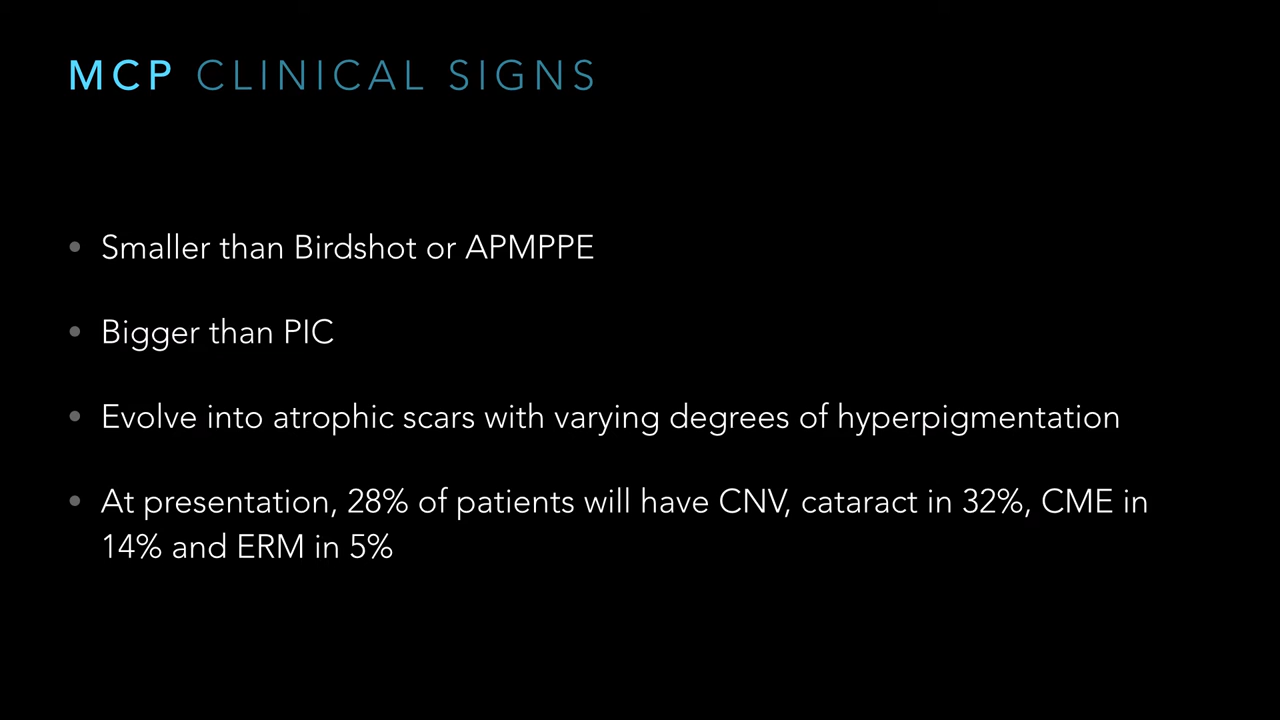 MCP CLINICAL SIGNS
• Smaller than Birdshot or APMPPE
• Bigger than PIC
• Evolve into atrophic scars with varying degrees of hyperpigmentation
• At presentation, 28% of patients will have CNV, cataract in 32%, CME in
14% and ERM in 5%